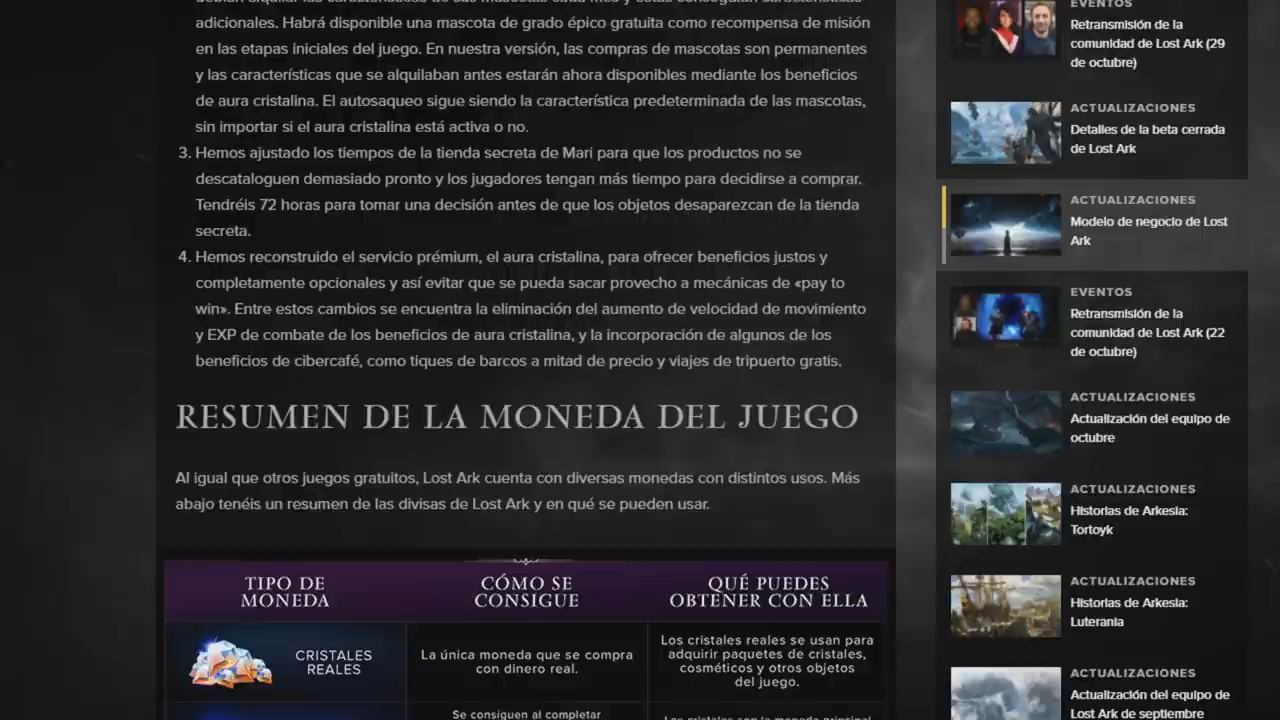 adicionales. Habrá disponible una mascota de grado épico gratuita como recompensa de misión
en las etapas iniciales del juego. En nuestra versión, las compras de mascotas son permanentes
y las características que se alquilaban antes estarán ahora disponibles mediante los beneficios
de aura cristalina. El autosaqueo sigue siendo la característica predeterminada de las mascotas,
sin importar si el aura cristalina está activa o no.
3. Hemos ajustado los tiempos de la tienda secreta de Mari para que los productos no se
descataloguen demasiado pronto y los jugadores tengan más tiempo para decidirse a comprar.
Tendréis 72 horas para tomar una decisión antes de que los objetos desaparezcan de la tienda
secreta.
4. Hemos reconstruido el servicio prémium, el aura cristalina, para ofrecer beneficios justos y
completamente opcionales y así evitar que se pueda sacar provecho a mecánicas de «pay to
win». Entre estos cambios se encuentra la eliminación del aumento de velocidad de movimiento
y EXP de combate de los beneficios de aura cristalina, y la incorporación de algunos de los
beneficios de cibercafé, como tiques de barcos a mitad de precio y viajes de tripuerto gratis.
RESUMEN DE LA MONEDA DEL JUEGO
Al igual que otros juegos gratuitos, Lost Ark cuenta con diversas monedas con distintos usos. Más
abajo tenéis un resumen de las divisas de Lost Ark y en qué se pueden usar.
TIPO DE
MONEDA
CÓMO SE
CONSIGUE
QUÉ PUEDES
OBTENER CON ELLA
CRISTALES
REALES
La única moneda que se compra
con dinero real.
Los cristales reales se usan para
adquirir paquetes de cristales,
cosméticos y otros objetos
del juego.
Se consiguen al completar
Los cristales son la moneda principal
EVENTOS
Retransmisión de la
comunidad de Lost Ark (29
de octubre)
ACTUALIZACIONES
Detalles de la beta cerrada
de Lost Ark
ACTUALIZACIONES
Modelo de negocio de Lost
Ark
EVENTOS
Retransmisión de la
comunidad de Lost Ark (22
de octubre)
ACTUALIZACIONES
Actualización del equipo de
octubre
ACTUALIZACIONES
Historias de Arkesia:
Tortoyk
ACTUALIZACIONES
Historias de Arkesia:
Luterania
ACTUALIZACIONES
Actualización del equipo de
Lost Ark de septiembre